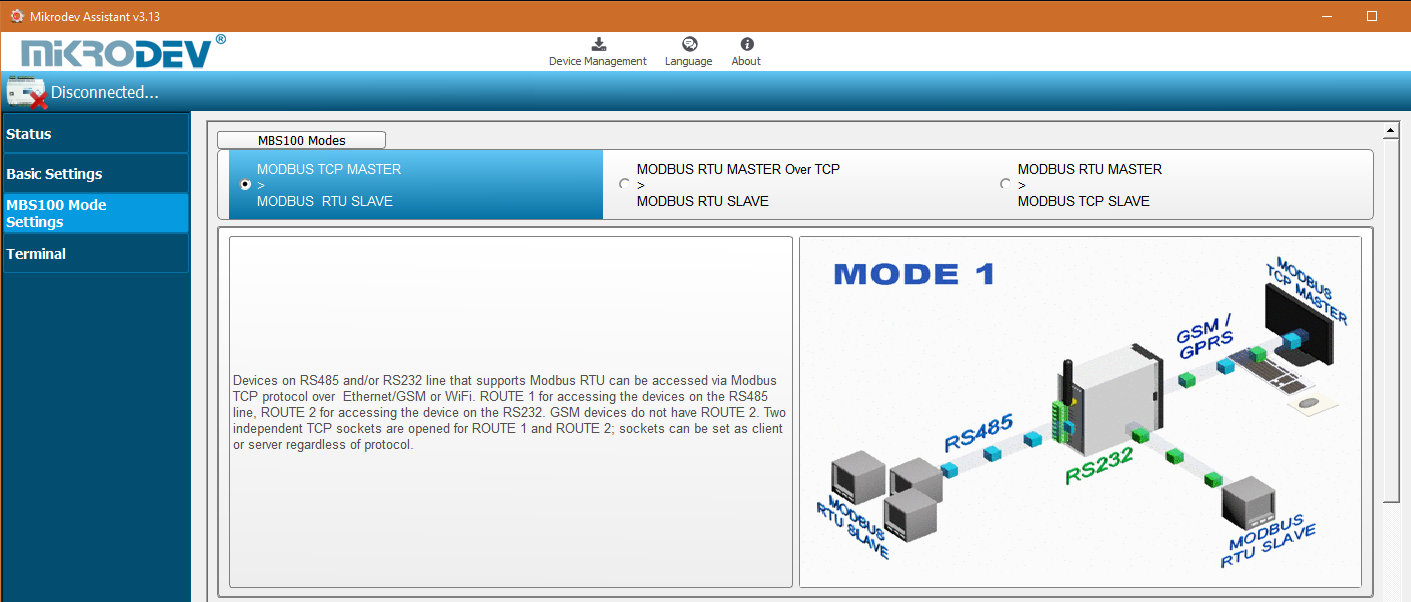 Mikrodev Assistant v3.13
MiKRODEV®
Device Management
Language
About
Disconnected...
Status
Basic Settings
MBS100 Mode
Settings
Terminal
MBS100 Modes
MODBUS TCP MASTER
>
MODBUS  RTU SLAVE
MODBUS RTU MASTER Over TCP
>
MODBUS RTU SLAVE
MODBUS RTU MASTER
>
MODBUS TCP SLAVE
Devices on RS485 and/or RS232 line that supports Modbus RTU can be accessed via Modbus
TCP protocol over  Ethernet/GSM or WiFi. ROUTE 1 for accessing the devices on the RS485
line, ROUTE 2 for accessing the device on the RS232. GSM devices do not have ROUTE 2. Two
independent TCP sockets are opened for ROUTE 1 and ROUTE 2; sockets can be set as client
or server regardless of protocol.
MODE 1
MODBUS
TCP MASTER
GSM /
GPRS
RS485
RS232
MODBUS
RTU SLAVE
MODBUS
RTU SLAVE